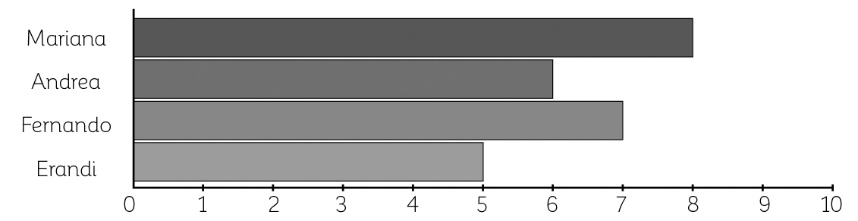 Mariana
Andrea
Fernando
Erandi
0 1 2 3 4 5 6 7 8 9 10